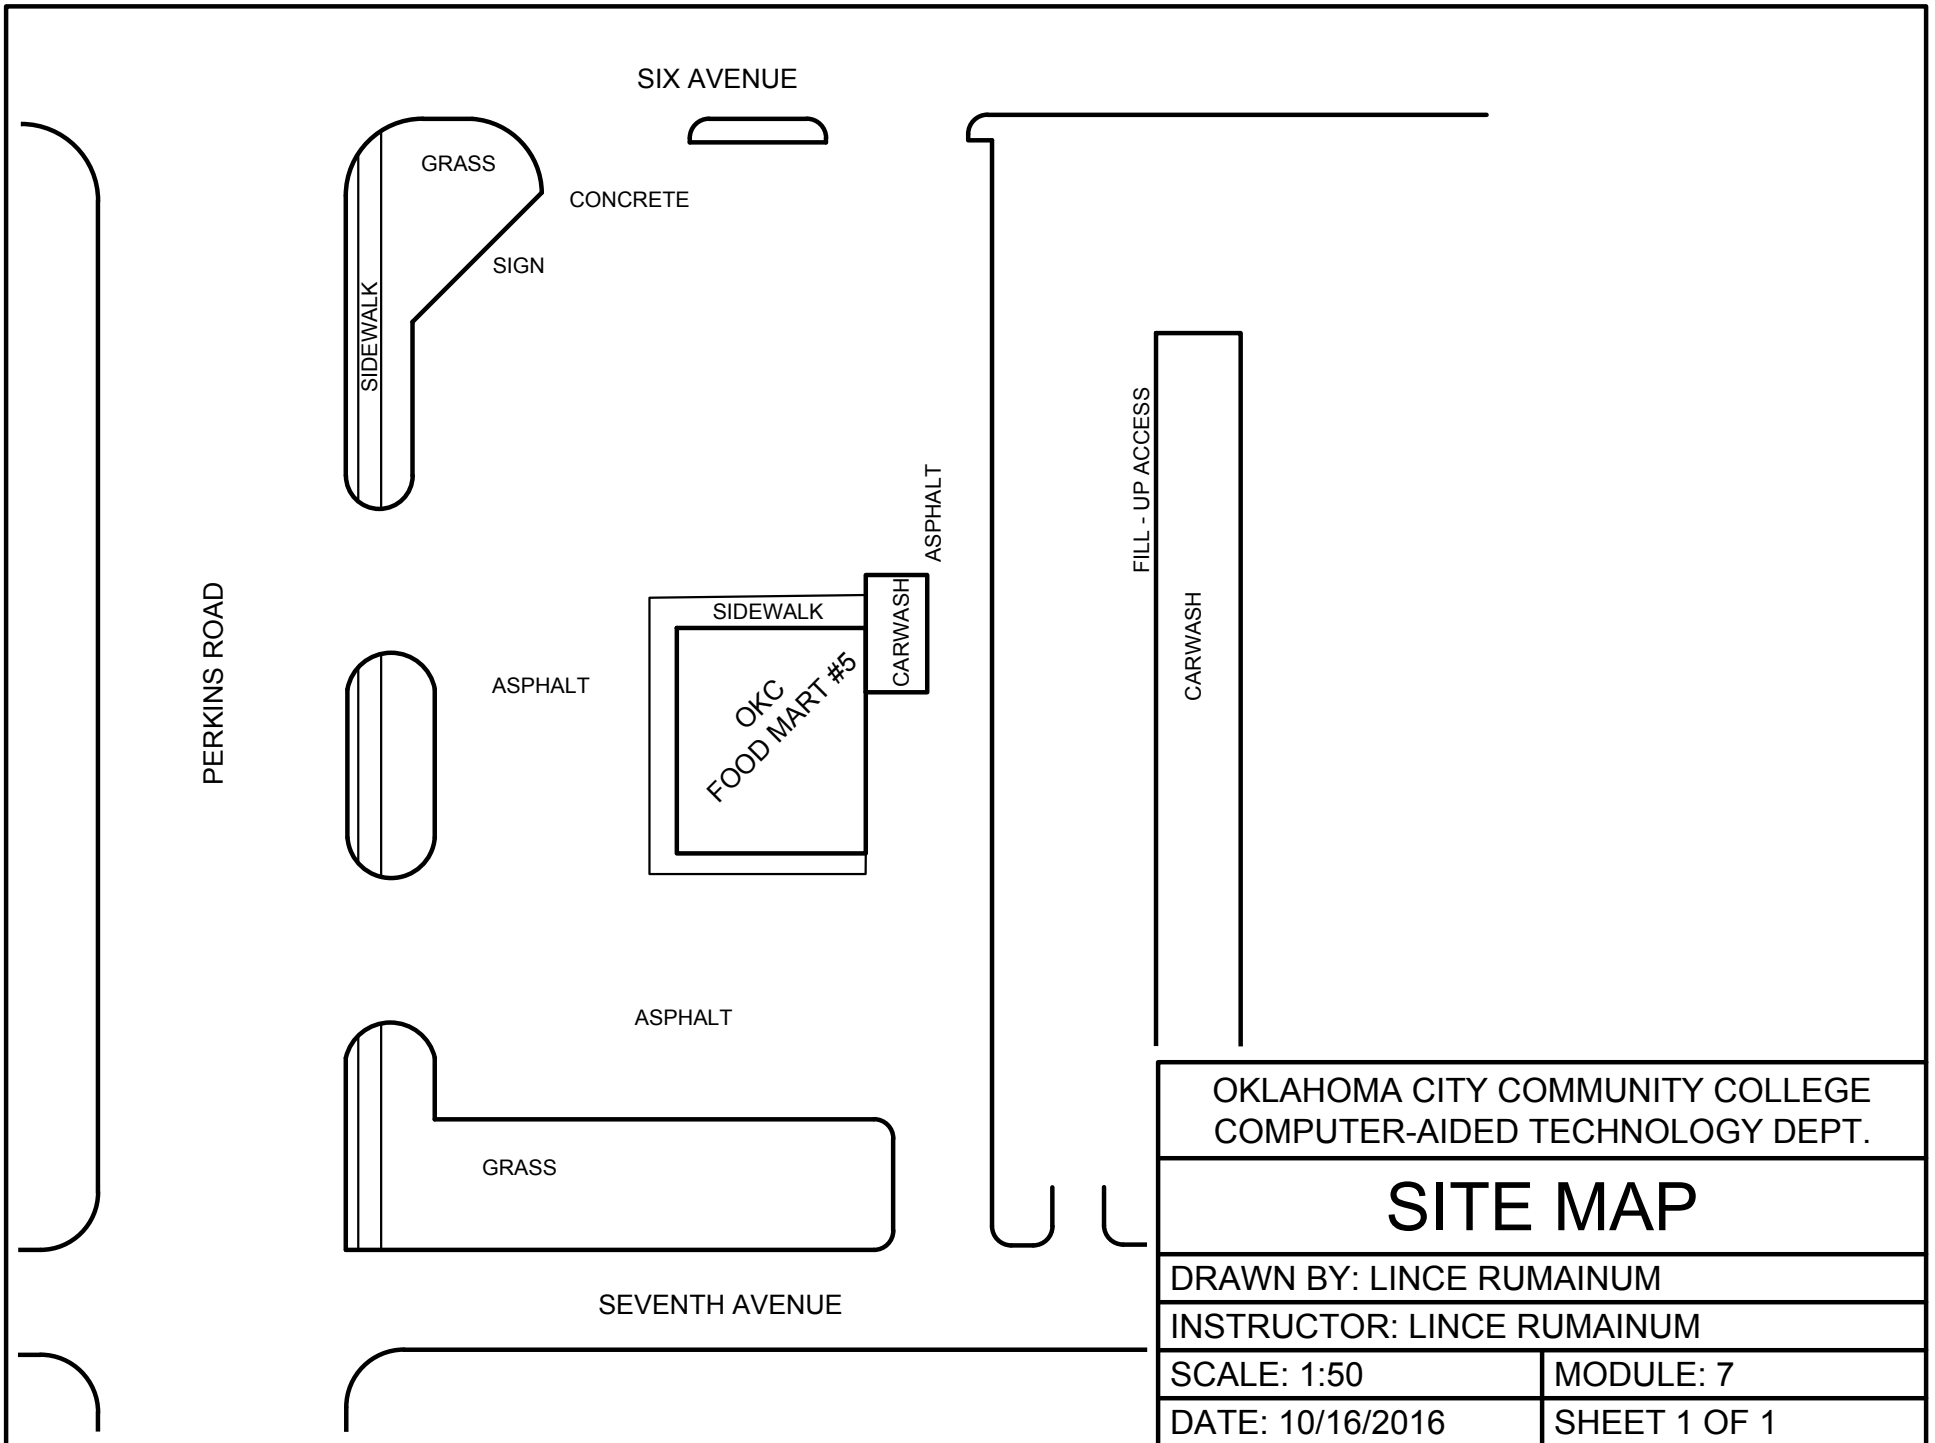 SIX AVENUE
GRASS
CONCRETE
SIGN
SIDEWALK
FILL - UP ACCESS
ASPHALT
PERKINS ROAD
SIDEWALK
CARWASH
CARWASH
ASPHALT
OKC
FOOD MART #5
ASPHALT
GRASS
SEVENTH AVENUE
OKLAHOMA CITY COMMUNITY COLLEGE
COMPUTER-AIDED TECHNOLOGY DEPT.
SITE MAP
DRAWN BY: LINCE RUMAINUM
INSTRUCTOR: LINCE RUMAINUM
SCALE: 1:50
MODULE: 7
DATE: 10/16/2016
SHEET 1 OF 1